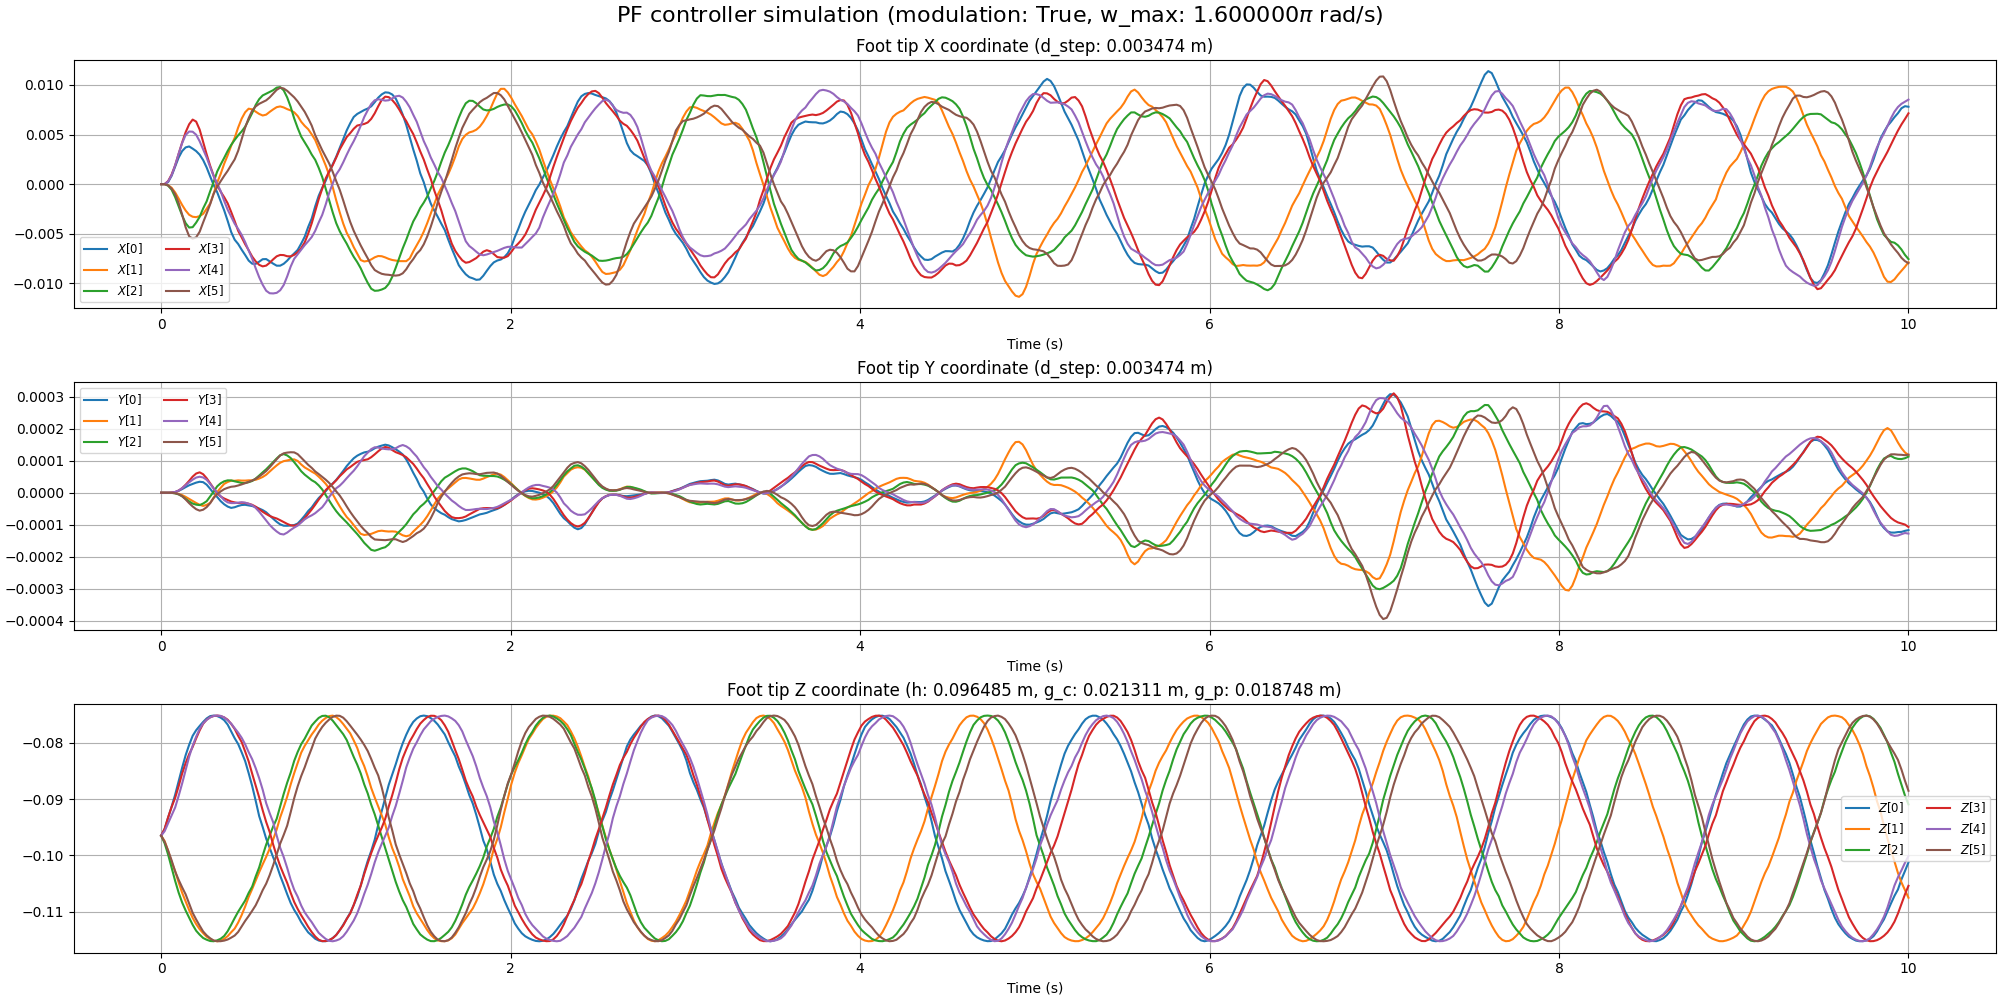 PF controller simulation (modulation: True, w_max: 1.600000π rad/s)
Foot tip X coordinate (d_step: 0.003474 m)
0.010
0.005
0.000
−0.005
−0.010
X[0] X[3]
X[1] X[4]
X[2] X[5]
0 2 4 6 8 10
Time (s)
Foot tip Y coordinate (d_step: 0.003474 m)
0.0003
0.0002
0.0001
0.0000
−0.0001
−0.0002
−0.0003
−0.0004
Y[0] Y[3]
Y[1] Y[4]
Y[2] Y[5]
0 2 4 6 8 10
Time (s)
Foot tip Z coordinate (h: 0.096485 m, g_c: 0.021311 m, g_p: 0.018748 m)
−0.08
−0.09
−0.10
−0.11
Z[0] Z[3]
Z[1] Z[4]
Z[2] Z[5]
0 2 4 6 8 10
Time (s)